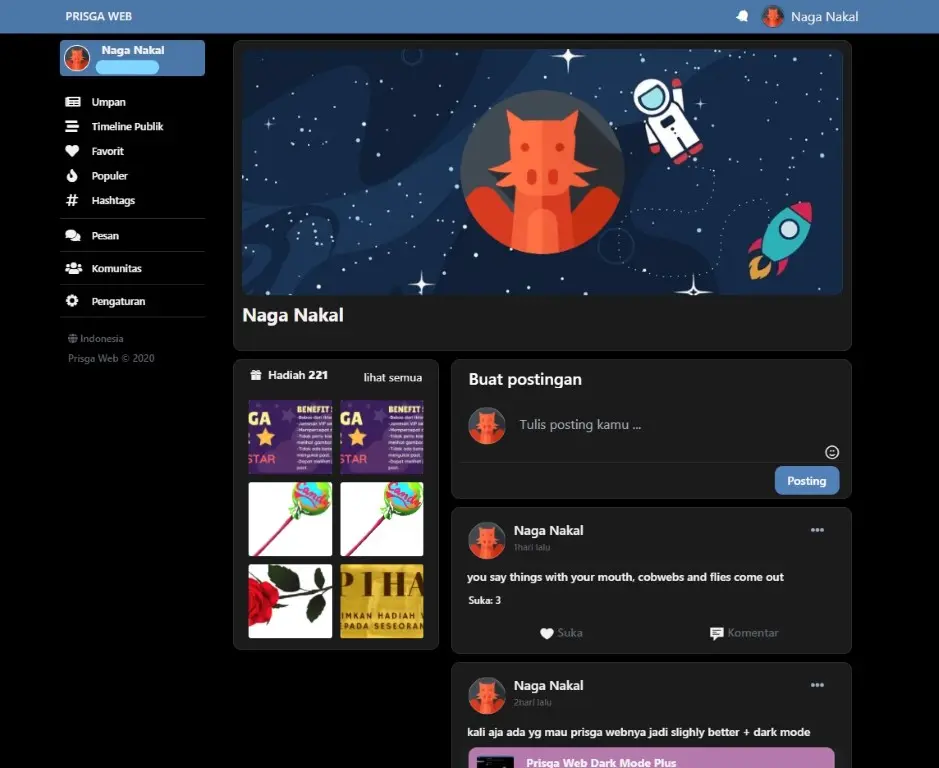 PRISGA WEB
Naga Nakal
Naga Nakal
Umpan
Timeline Publik
Favorit
Populer
Hashtags
Pesan
Komunitas
Pengaturan
Indonesia
Prisga Web © 2020
Naga Nakal
Hadiah 221
lihat semua
GA
STAR
BENEFIT
GA
STAR
BENEFIT
Candy
Candy
PIHA
IMKAN HADIAH
EPADA SESEORAN
Buat postingan
Tulis posting kamu ...
Posting
Naga Nakal
1hari lalu
you say things with your mouth, cobwebs and flies come out
Suka: 3
Suka
Komentar
Naga Nakal
2hari lalu
kali aja ada yg mau prisga webnya jadi slighly better + dark mode
Prisga Web Dark Mode Plus